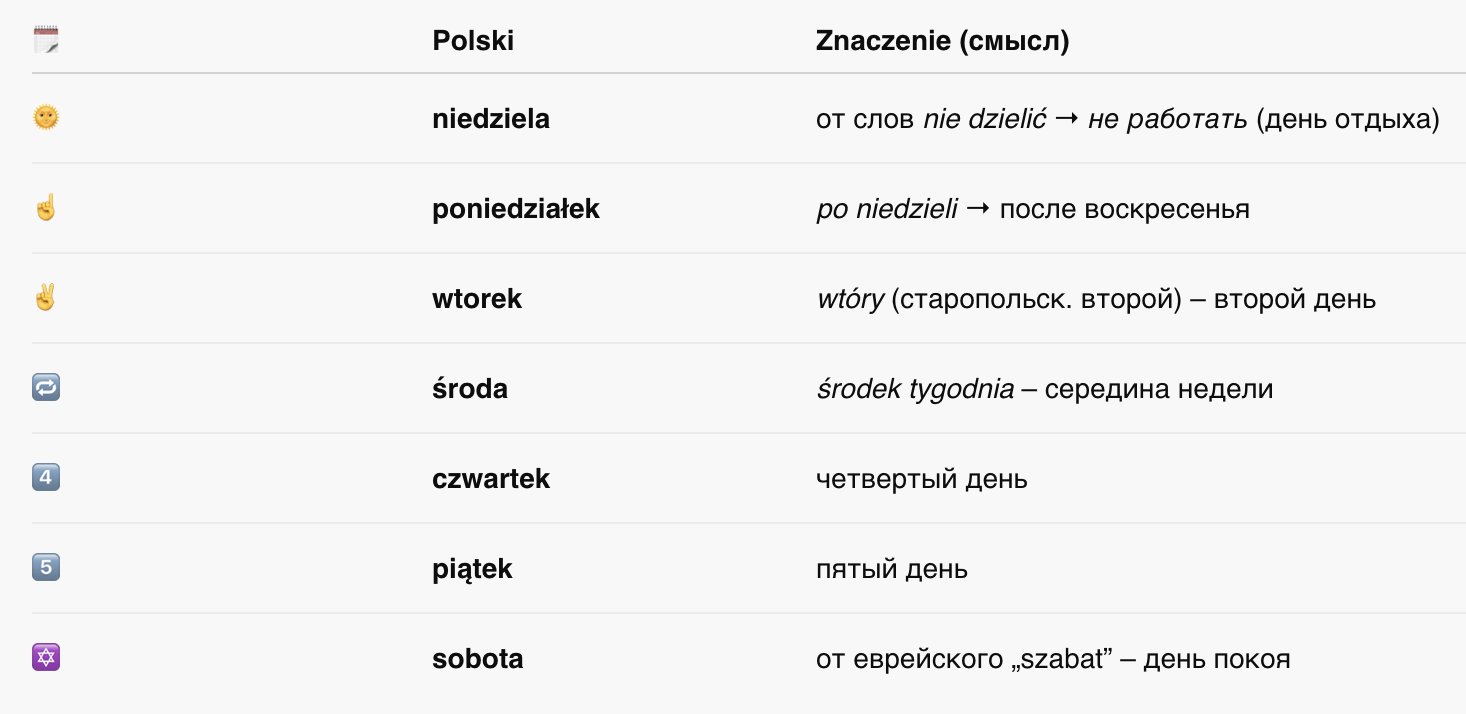 Polski Znaczenie (смысл)
niedziela от слов nie dzielić → не работать (день отдыха)
poniedziałek po niedzieli → после воскресенья
wtorek wtóry (старопольск. второй) – второй день
środa środek tygodnia – середина недели
4 czwartek четвертый день
5 piątek пятый день
sobota от еврейского „szabat” – день покоя